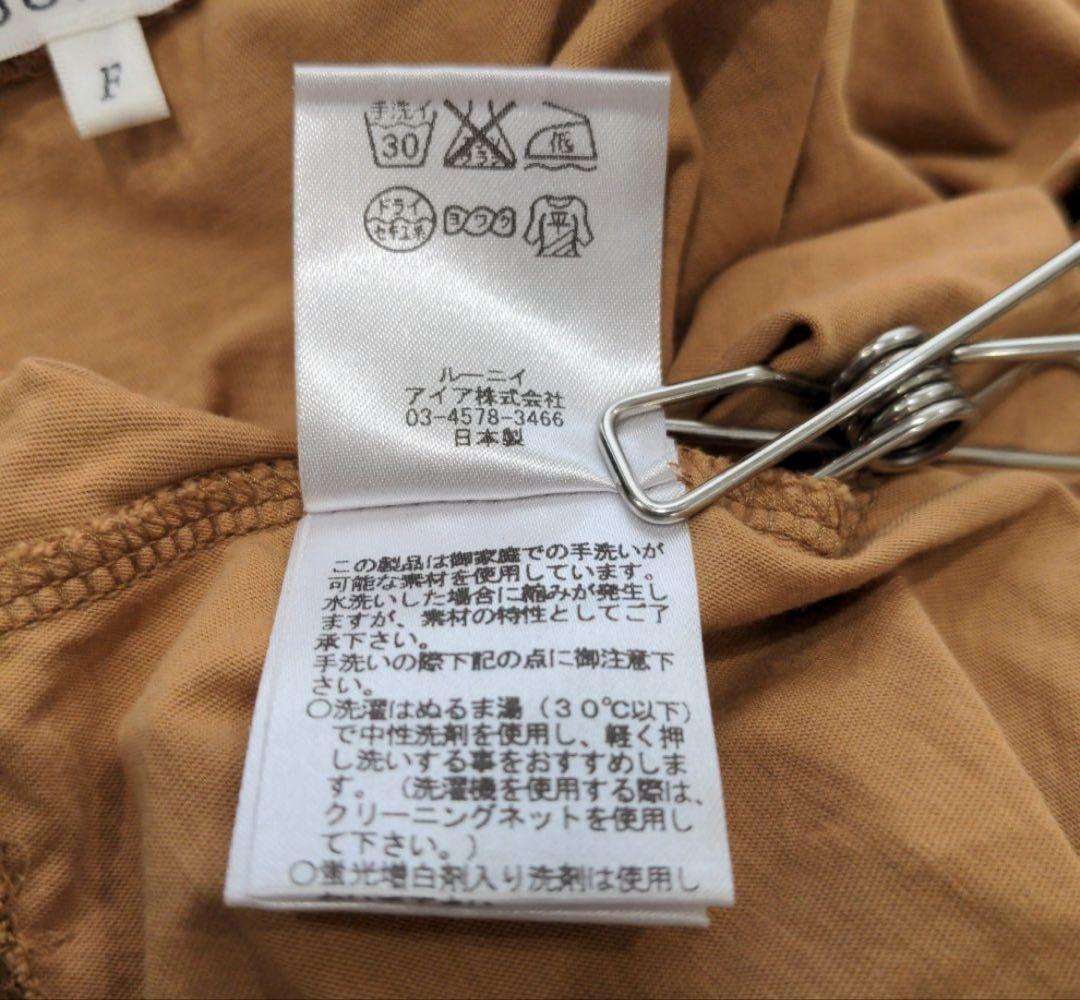 F
手洗イ
30
低
ドライ
セキユ系
ヨワク
平
ルーニィ
アイア株式会社
03-4578-3466
日本製
この製品は御家庭での手洗いが
可能な素材を使用しています。
水洗いした場合に縮みが発生し
ますが、素材の特性としてご了
承下さい。
手洗いの際下記の点に御注意下
さい。
○洗濯はぬるま湯（30℃以下）
で中性洗剤を使用し、軽く押
し洗いする事をおすすめしま
す。（洗濯機を使用する際は、
クリーニングネットを使用し
て下さい。）
○蛍光増白剤入り洗剤は使用し